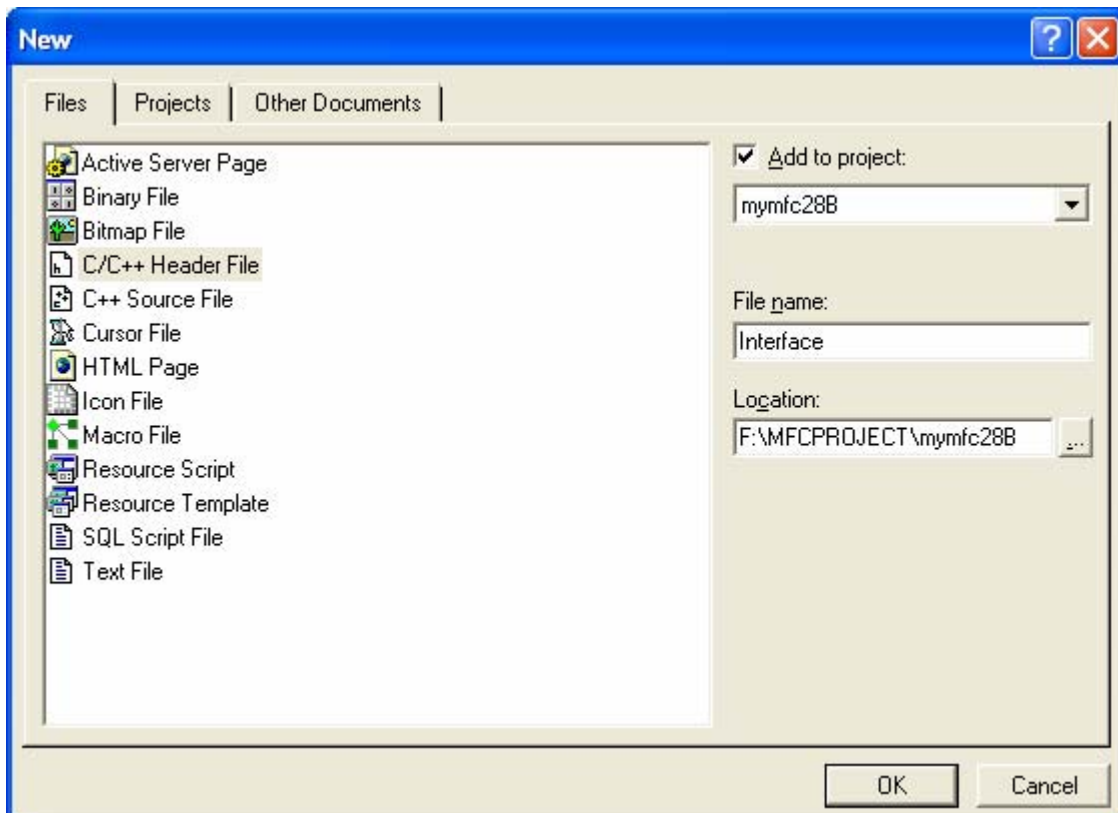 New
Files
Projects
Other Documents
Active Server Page
Binary File
Bitmap File
C/C++ Header File
C++ Source File
Cursor File
HTML Page
Icon File
Macro File
Resource Script
Resource Template
SQL Script File
Text File
Add to project:
mymfc28B
File name:
Interface
Location:
F:\MFCPROJECT\mymfc28B
...
OK
Cancel